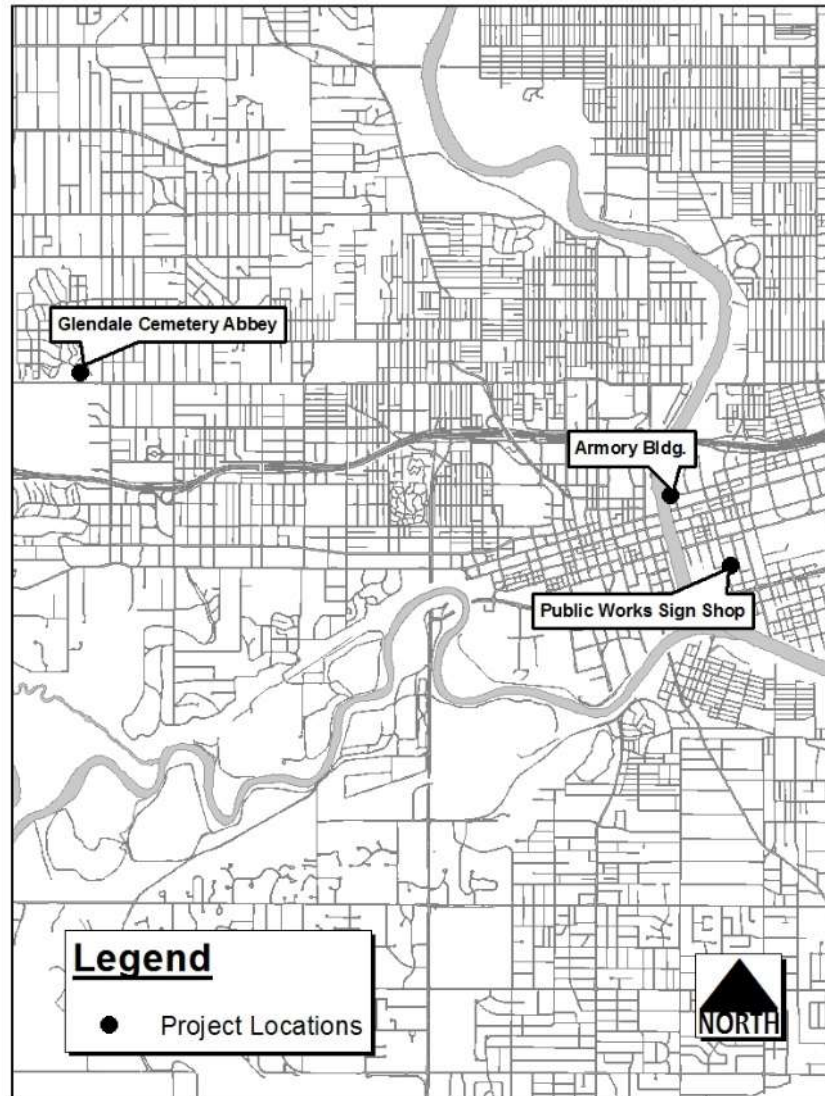 Glendale Cemetery Abbey
Armory Bldg.
Public Works Sign Shop
Legend
Project Locations
NORTH